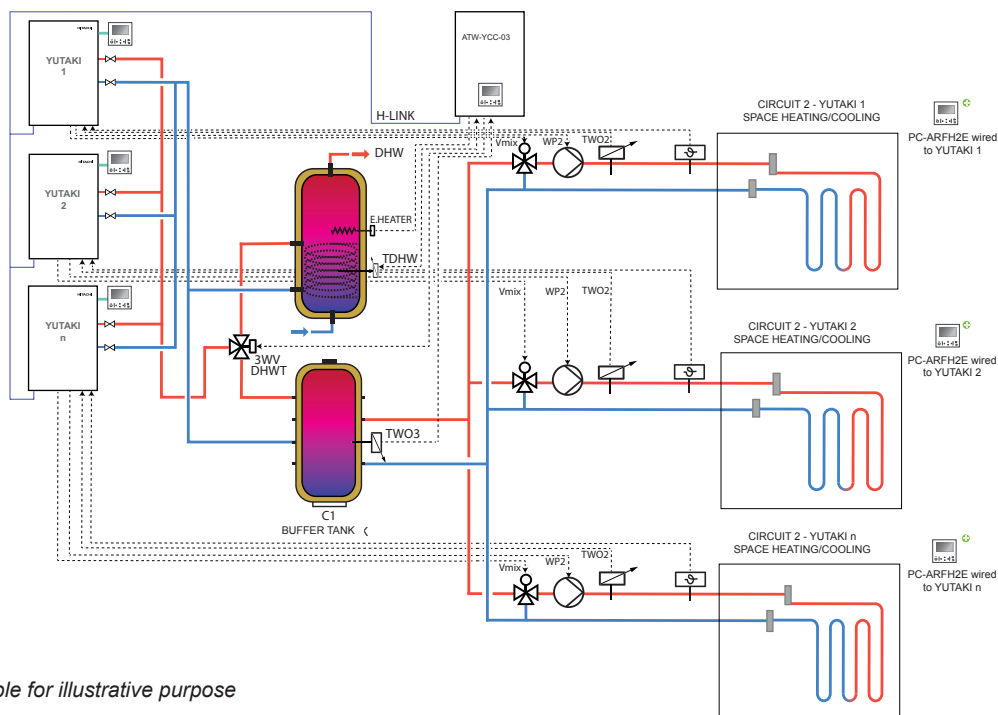 HITACHI
YUTAKI
1
ATW-YCC-03
H-LINK
CIRCUIT 2 - YUTAKI 1
SPACE HEATING/COOLING
PC-ARFH2E wired
to YUTAKI 1
Vmix
WP2
TWO2
DHW
YUTAKI
2
E.HEATER
TDHW
HITACHI
YUTAKI
n
Vmix
WP2
TWO2
CIRCUIT 2 - YUTAKI 2
SPACE HEATING/COOLING
PC-ARFH2E wired
to YUTAKI 2
3WV
DHWT
TWO3
C1
BUFFER TANK (
CIRCUIT 2 - YUTAKI n
SPACE HEATING/COOLING
PC-ARFH2E wired
to YUTAKI n
Vmix
WP2
TWO2
ple for illustrative purpose